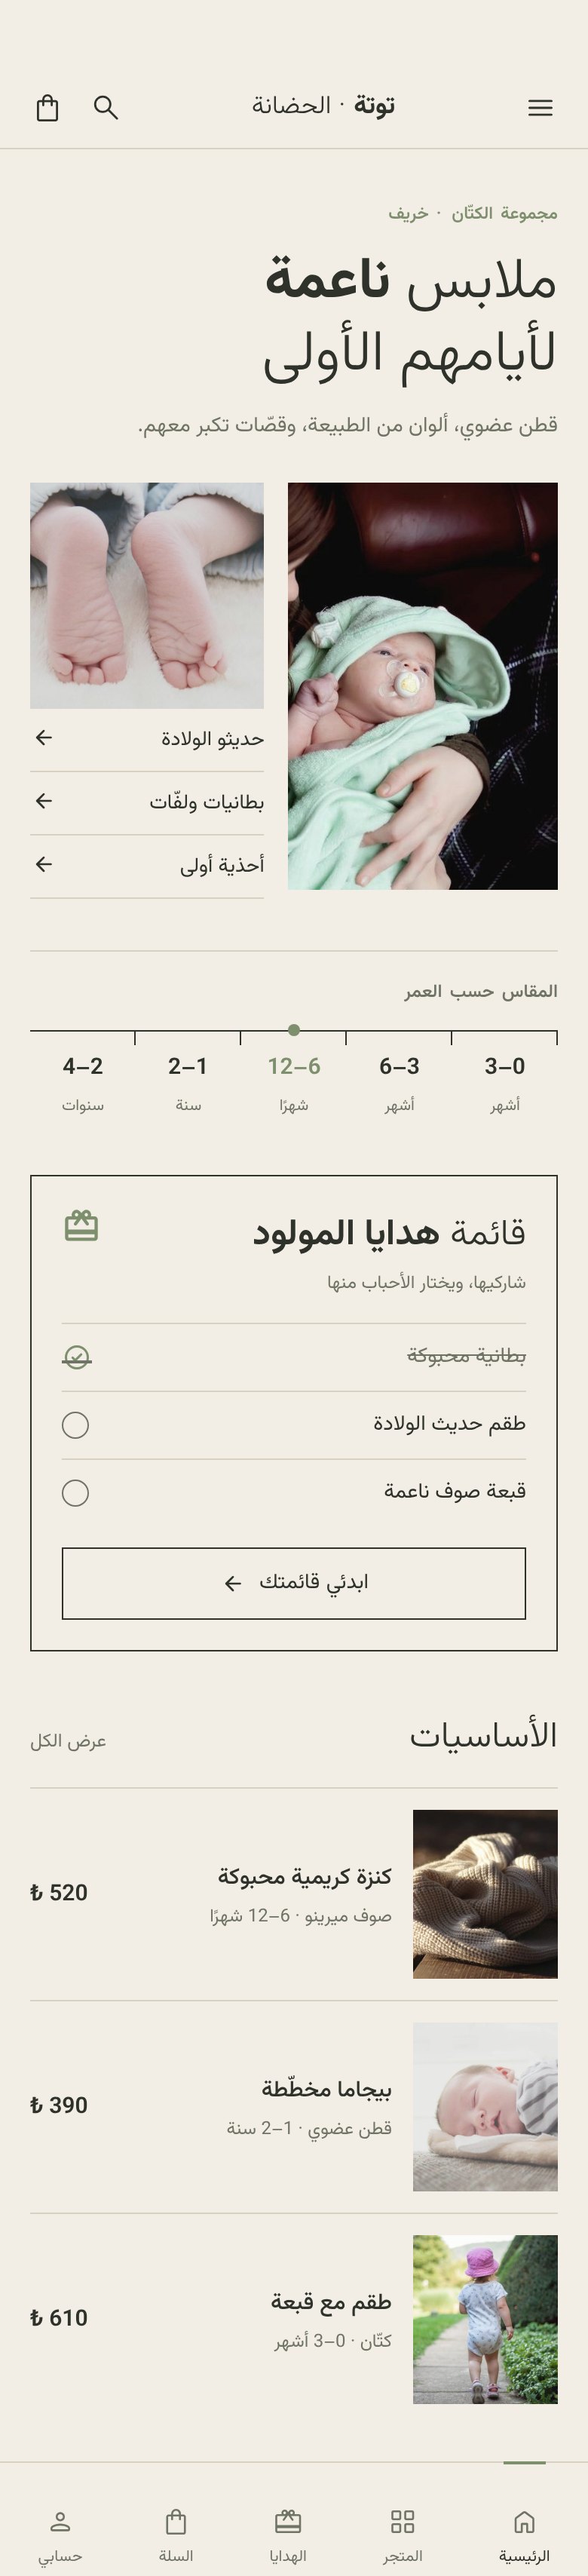 توتة · الحضانة
مجموعة الكتّان · خريف
ملابس ناعمة
لأيامهم الأولى
قطن عضوي، ألوان من الطبيعة، وقصّات تكبر معهم.
حديثو الولادة
بطانيات ولفّات
أحذية أولى
المقاس حسب العمر
0–3
أشهر
3–6
أشهر
6–12
شهرًا
1–2
سنة
2–4
سنوات
قائمة هدايا المولود
شاركيها، ويختار الأحباب منها
بطانية محبوكة
طقم حديث الولادة
قبعة صوف ناعمة
ابدئي قائمتك
الأساسيات
عرض الكل
كنزة كريمية محبوكة
صوف ميرينو · 6–12 شهرًا
520 ₺
بيجاما مخططّة
قطن عضوي · 1–2 سنة
390 ₺
طقم مع قبعة
كتّان · 0–3 أشهر
610 ₺
الرئيسية
المتجر
الهدايا
السلة
حسابي